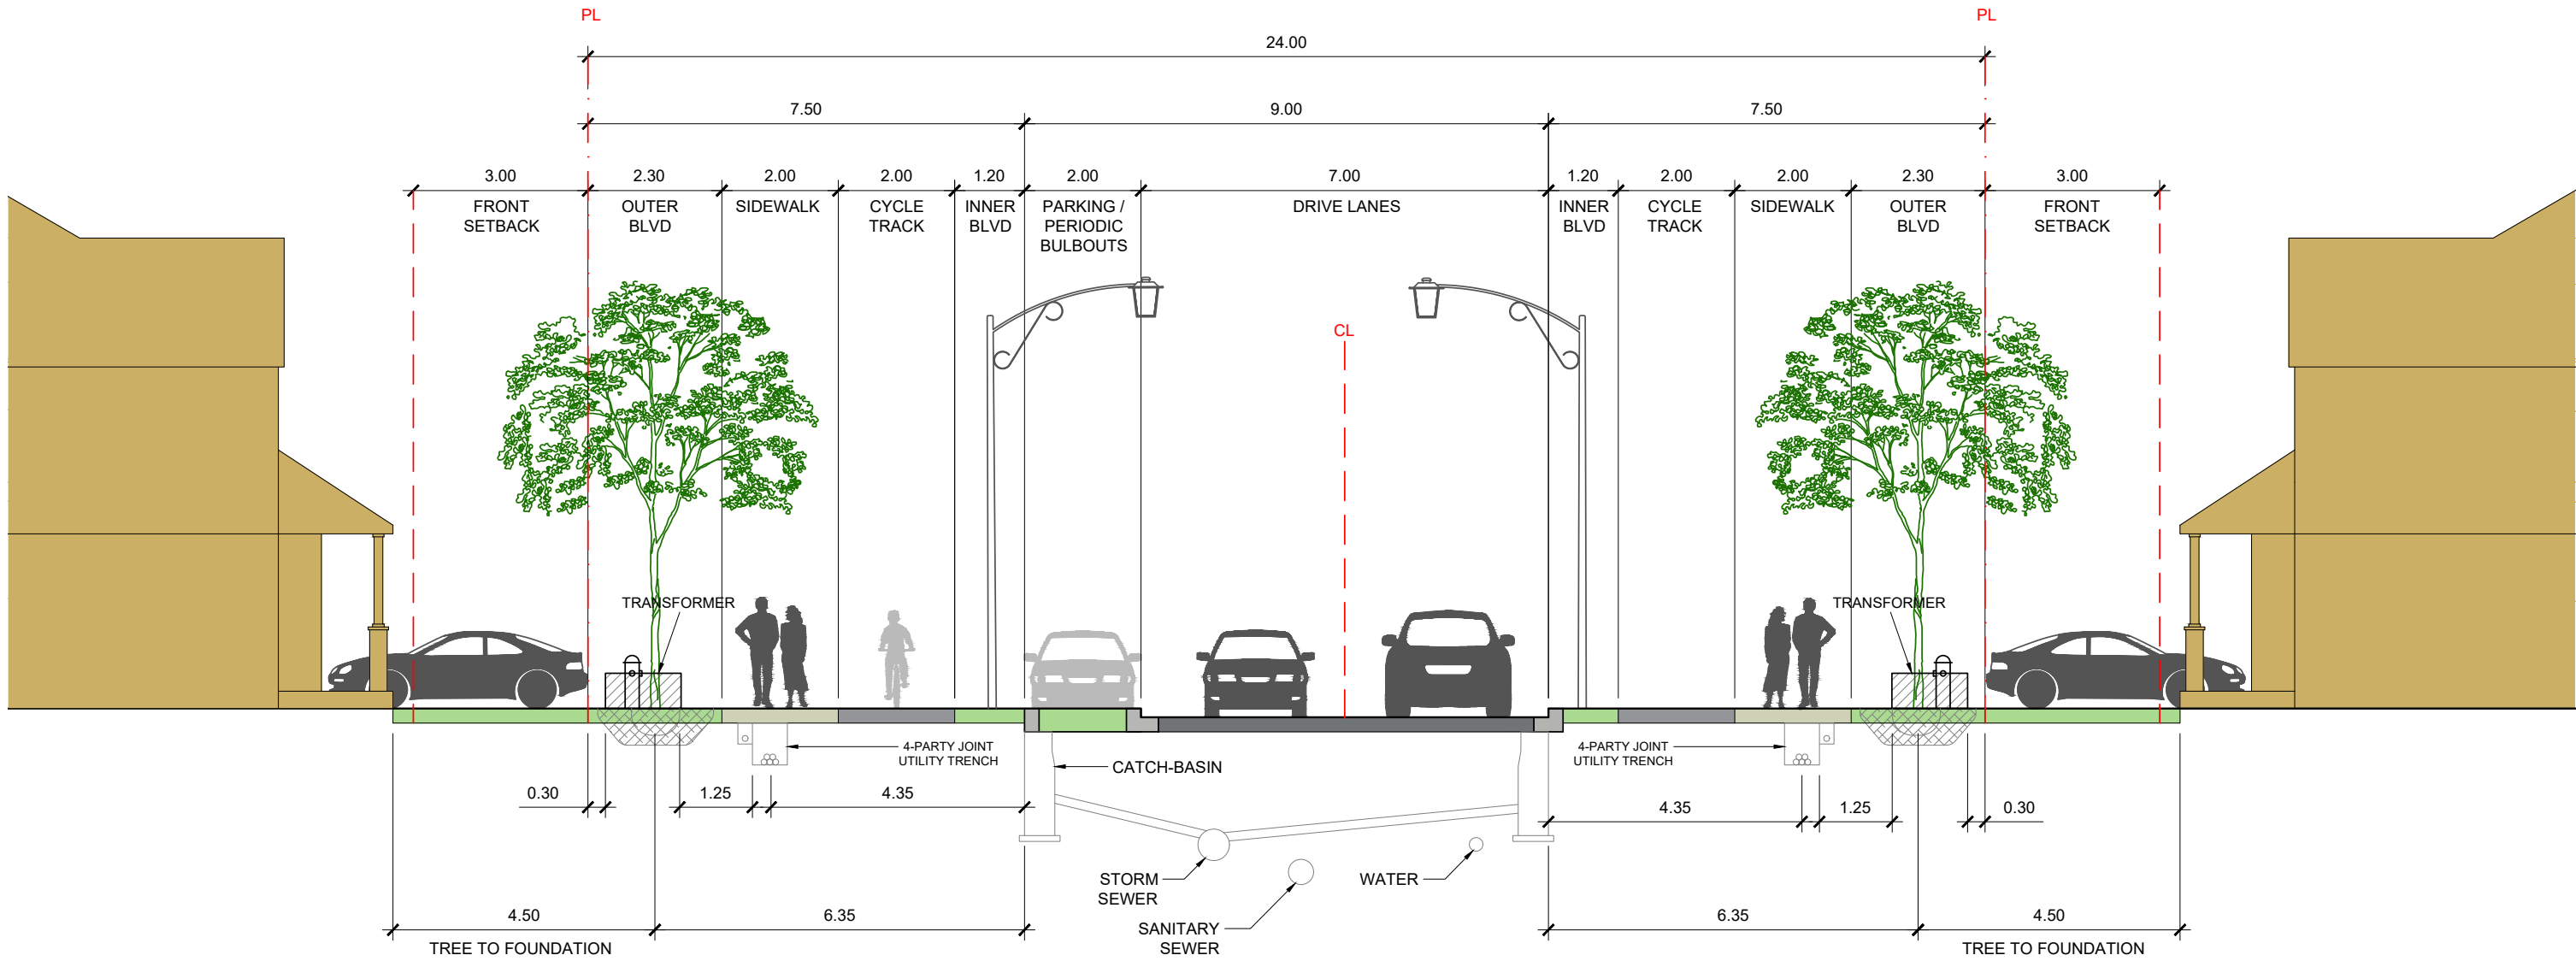 PL
PL
24.00
7.50
9.00
7.50
3.00
2.30
2.00
2.00
1.20
2.00
7.00
1.20
2.00
2.00
2.30
3.00
FRONT
SETBACK
OUTER
BLVD
SIDEWALK
CYCLE
TRACK
INNER
BLVD
PARKING /
PERIODIC
BULBOUTS
DRIVE LANES
INNER
BLVD
CYCLE
TRACK
SIDEWALK
OUTER
BLVD
FRONT
SETBACK
CL
TRANSFORMER
TRANSFORMER
4-PARTY JOINT
UTILITY TRENCH
CATCH-BASIN
4-PARTY JOINT
UTILITY TRENCH
0.30
1.25
4.35
4.35
1.25
0.30
STORM
SEWER
SANITARY
SEWER
WATER
4.50
6.35
6.35
4.50
TREE TO FOUNDATION
TREE TO FOUNDATION